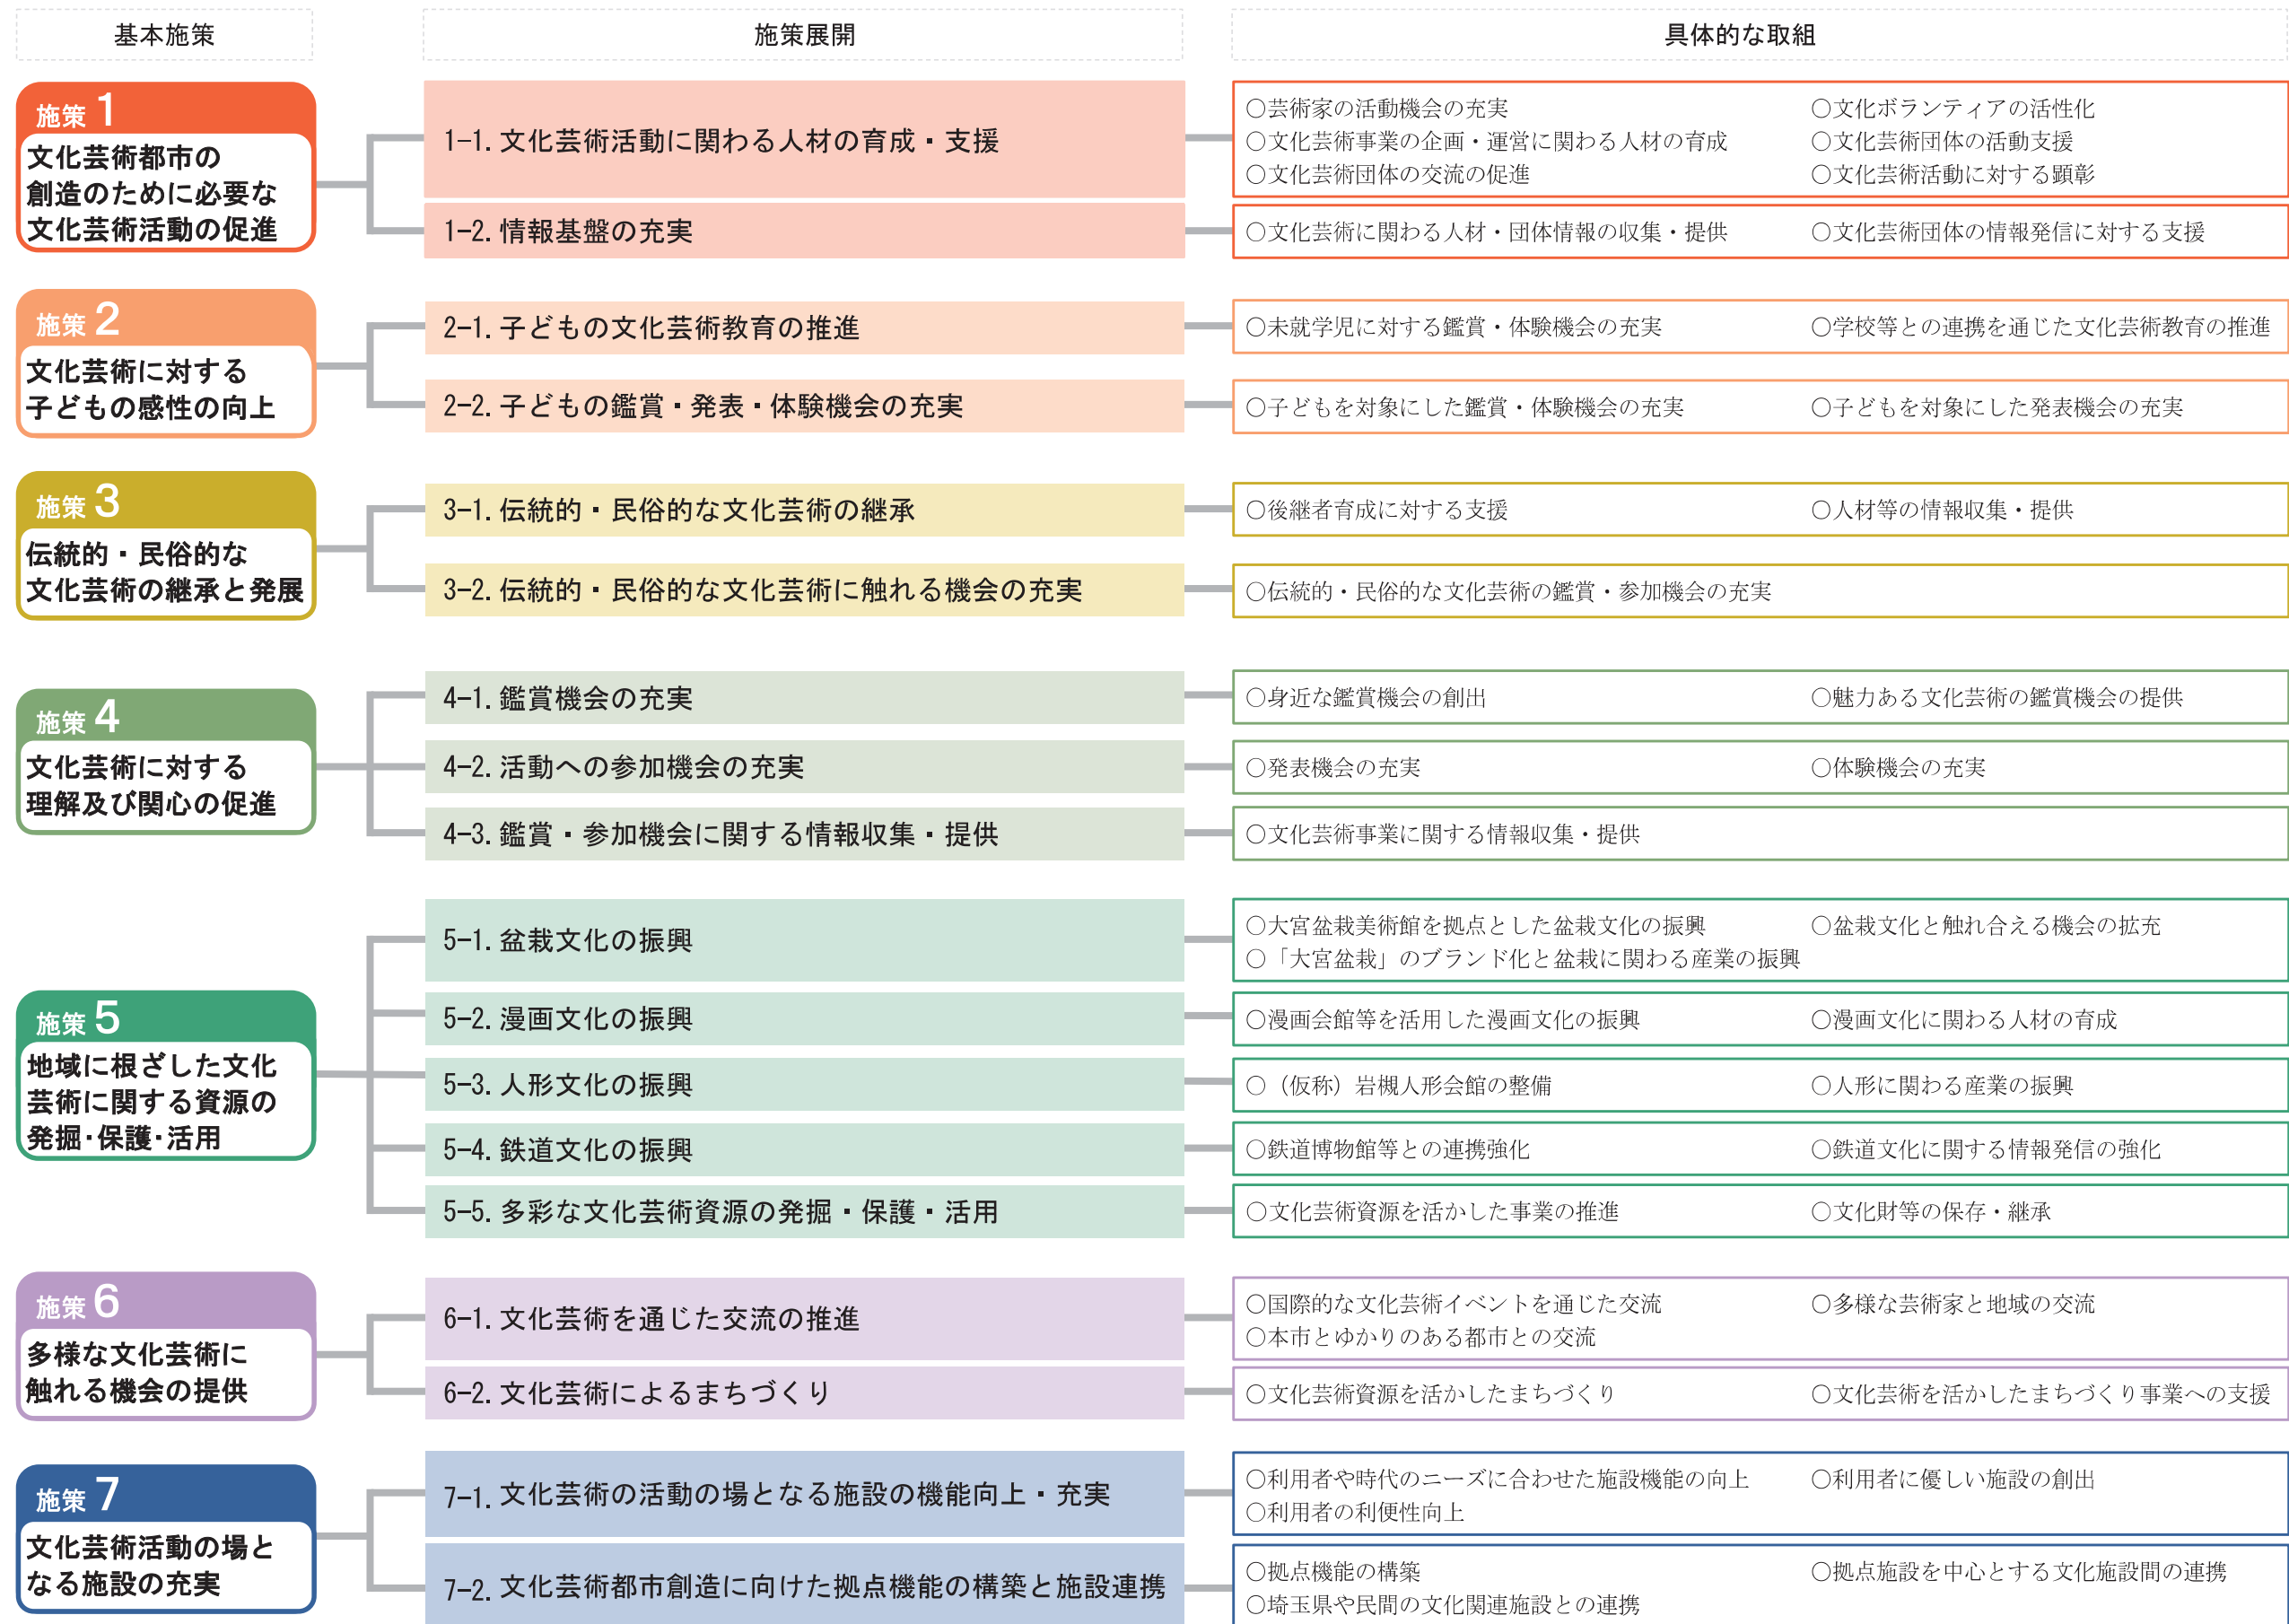 基本施策
施策展開
具体的な取組
施策 1
文化芸術都市の
創造のために必要な
文化芸術活動の促進
1-1. 文化芸術活動に関わる人材の育成・支援
○芸術家の活動機会の充実
○文化ボランティアの活性化
○文化芸術事業の企画・運営に関わる人材の育成
○文化芸術団体の活動支援
○文化芸術団体の交流の促進
○文化芸術活動に対する顕彰
1-2. 情報基盤の充実
○文化芸術に関わる人材・団体情報の収集・提供
○文化芸術団体の情報発信に対する支援
施策 2
文化芸術に対する
子どもの感性の向上
2-1. 子どもの文化芸術教育の推進
○未就学児に対する鑑賞・体験機会の充実
○学校等との連携を通じた文化芸術教育の推進
2-2. 子どもの鑑賞・発表・体験機会の充実
○子どもを対象にした鑑賞・体験機会の充実
○子どもを対象にした発表機会の充実
施策 3
伝統的・民俗的な
文化芸術の継承と発展
3-1. 伝統的・民俗的な文化芸術の継承
○後継者育成に対する支援
○人材等の情報収集・提供
3-2. 伝統的・民俗的な文化芸術に触れる機会の充実
○伝統的・民俗的な文化芸術の鑑賞・参加機会の充実
施策 4
文化芸術に対する
理解及び関心の促進
4-1. 鑑賞機会の充実
○身近な鑑賞機会の創出
○魅力ある文化芸術の鑑賞機会の提供
4-2. 活動への参加機会の充実
○発表機会の充実
○体験機会の充実
4-3. 鑑賞・参加機会に関する情報収集・提供
○文化芸術事業に関する情報収集・提供
施策 5
地域に根ざした文化
芸術に関する資源の
発掘・保護・活用
5-1. 盆栽文化の振興
○大宮盆栽美術館を拠点とした盆栽文化の振興
○盆栽文化と触れ合える機会の拡充
○「大宮盆栽」のブランド化と盆栽に関わる産業の振興
5-2. 漫画文化の振興
○漫画会館等を活用した漫画文化の振興
○漫画文化に関わる人材の育成
5-3. 人形文化の振興
○（仮称）岩槻人形会館の整備
○人形に関わる産業の振興
5-4. 鉄道文化の振興
○鉄道博物館等との連携強化
○鉄道文化に関する情報発信の強化
5-5. 多彩な文化芸術資源の発掘・保護・活用
○文化芸術資源を活かした事業の推進
○文化財等の保存・継承
施策 6
多様な文化芸術に
触れる機会の提供
6-1. 文化芸術を通じた交流の推進
○国際的な文化芸術イベントを通じた交流
○多様な芸術家と地域の交流
○本市とゆかりのある都市との交流
6-2. 文化芸術によるまちづくり
○文化芸術資源を活かしたまちづくり
○文化芸術を活かしたまちづくり事業への支援
施策 7
文化芸術活動の場と
なる施設の充実
7-1. 文化芸術の活動の場となる施設の機能向上・充実
○利用者や時代のニーズに合わせた施設機能の向上
○利用者に優しい施設の創出
○利用者の利便性向上
7-2. 文化芸術都市創造に向けた拠点機能の構築と施設連携
○拠点機能の構築
○拠点施設を中心とする文化施設間の連携
○埼玉県や民間の文化関連施設との連携